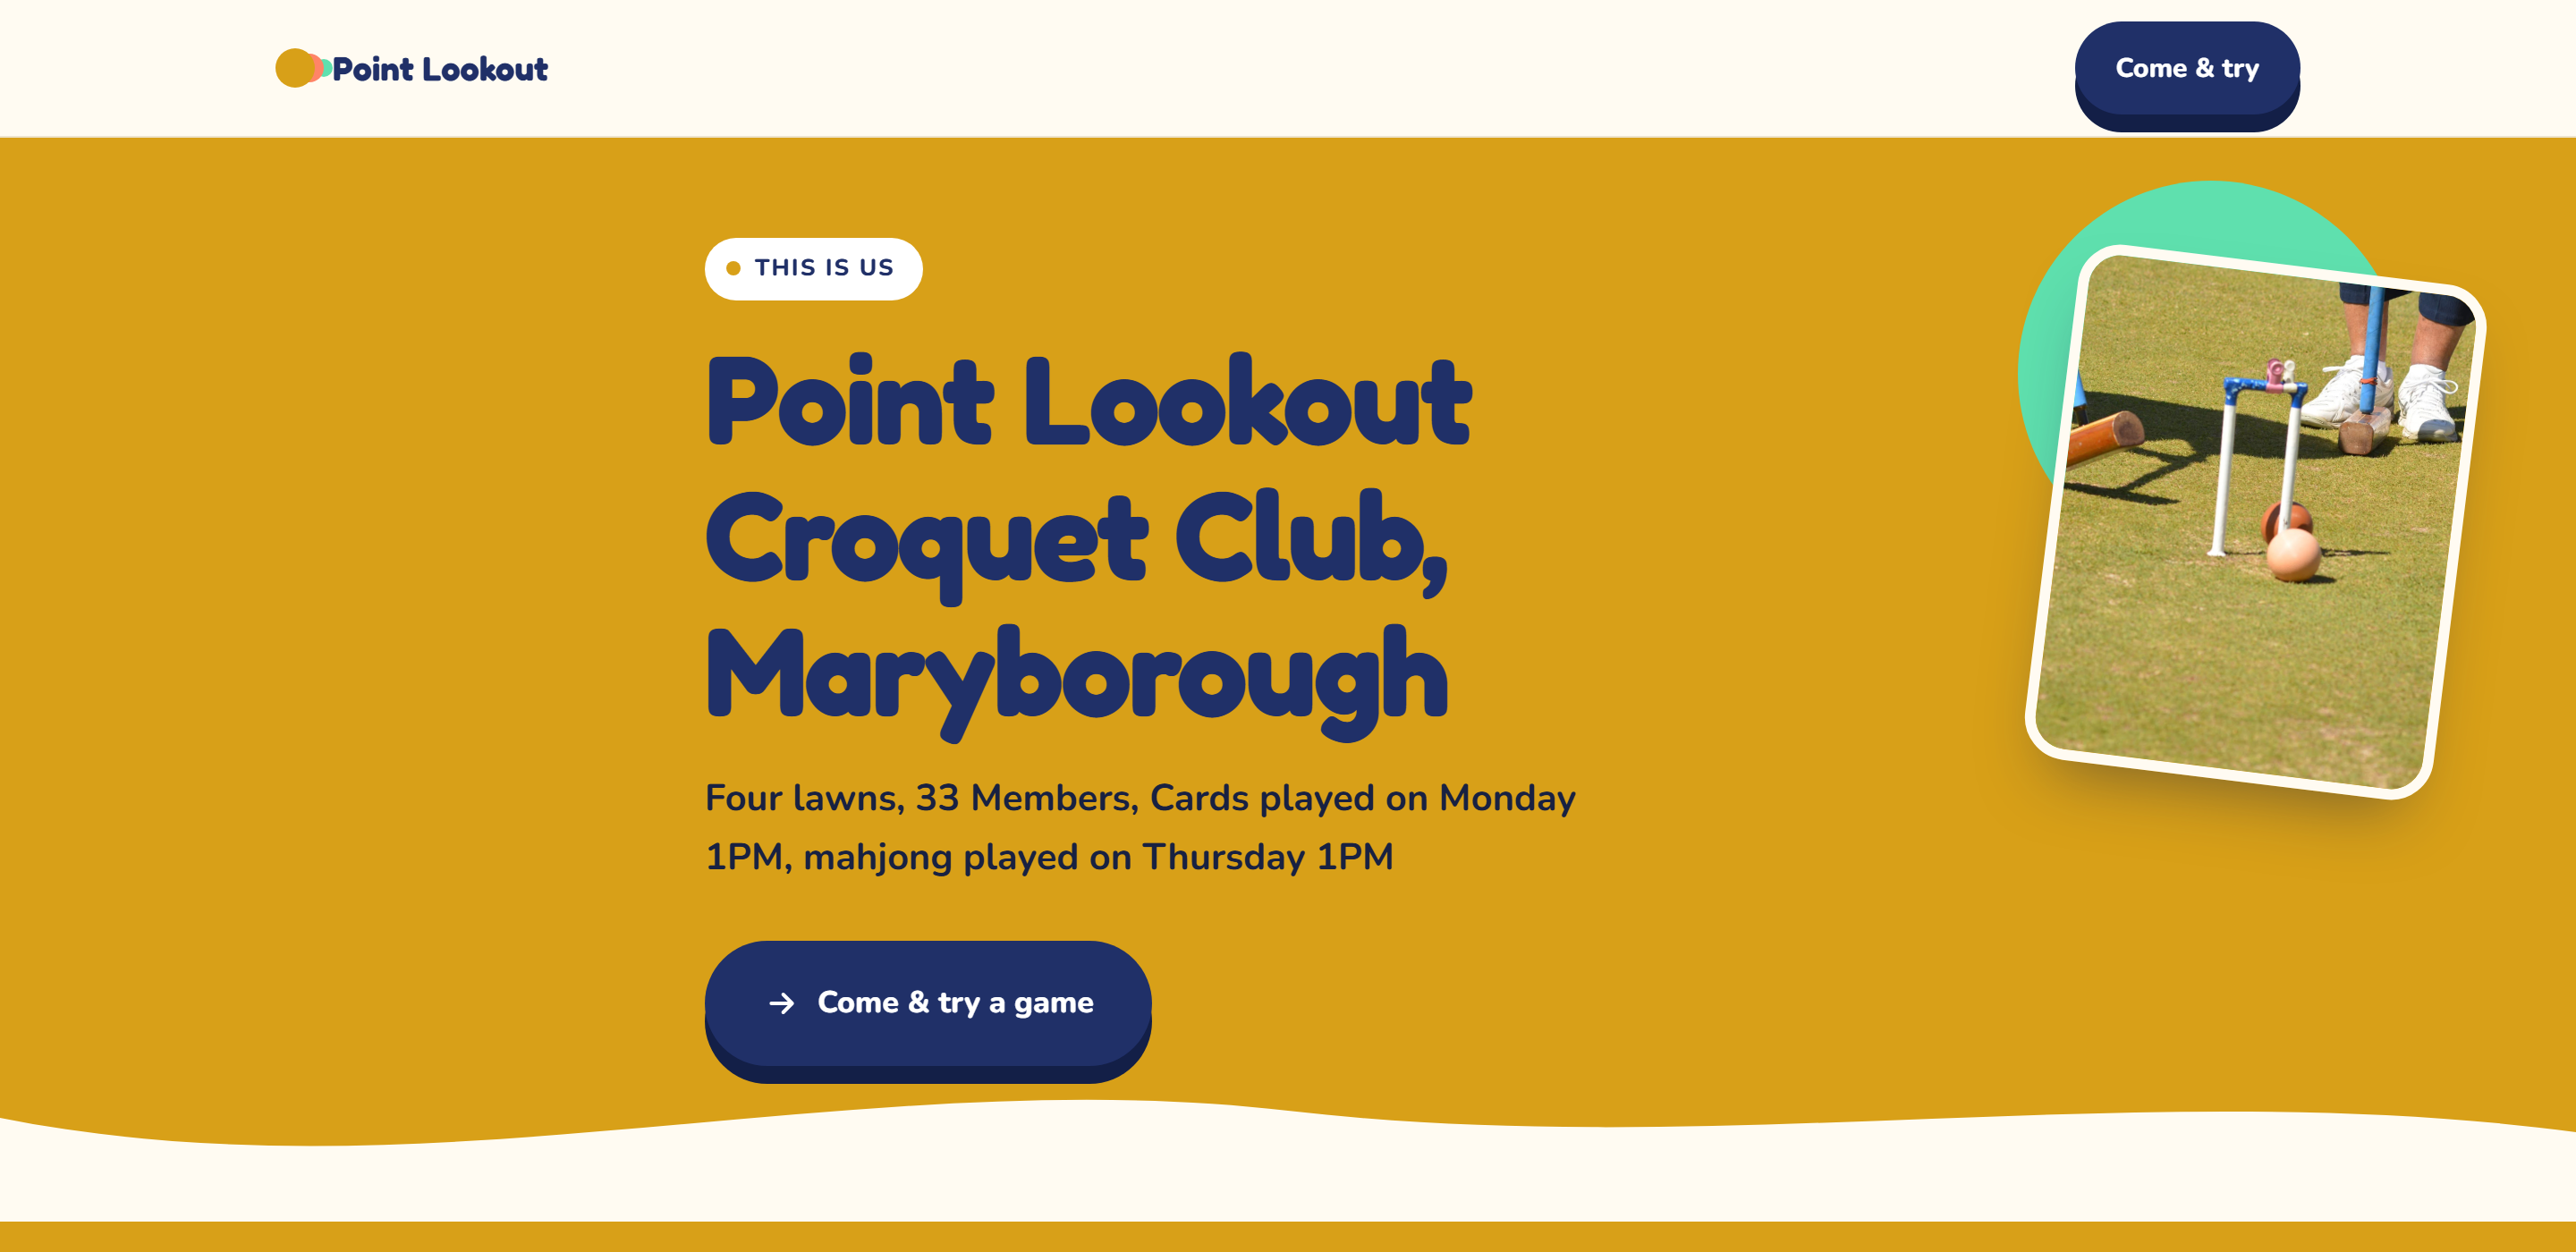 Point Lookout
Come & try
THIS IS US
Point Lookout
Croquet Club,
Maryborough
Four lawns, 33 Members, Cards played on Monday
1PM, mahjong played on Thursday 1PM
Come & try a game